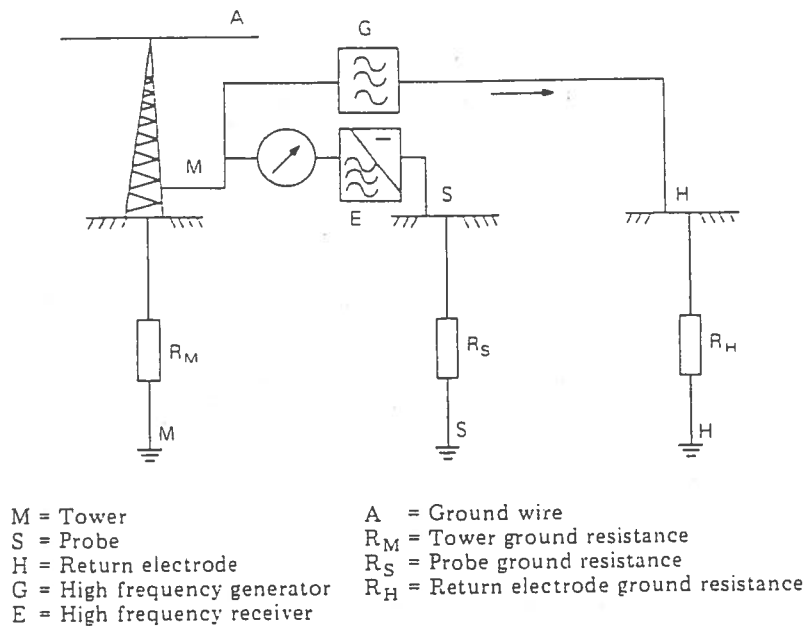 A
G
M
E
S
H
R_M
R_S
R_H
M
S
H
M = Tower
S = Probe
H = Return electrode
G = High frequency generator
E = High frequency receiver
A = Ground wire
R_M = Tower ground resistance
R_S = Probe ground resistance
R_H = Return electrode ground resistance